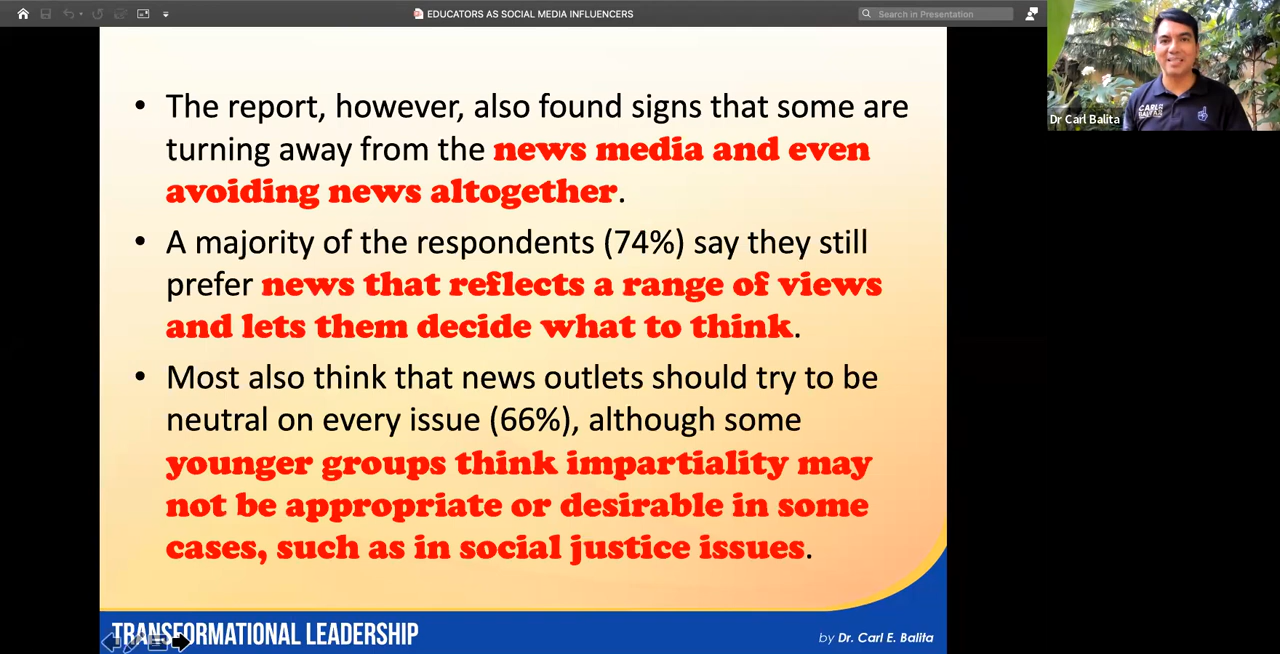 EDUCATORS AS SOCIAL MEDIA INFLUENCERS
Search in Presentation
Dr Carl Balita
• The report, however, also found signs that some are
turning away from the news media and even
avoiding news altogether.
• A majority of the respondents (74%) say they still
prefer news that reflects a range of views
and lets them decide what to think.
• Most also think that news outlets should try to be
neutral on every issue (66%), although some
younger groups think impartiality may
not be appropriate or desirable in some
cases, such as in social justice issues.
TRANSFORMATIONAL LEADERSHIP
by Dr. Carl E. Balita